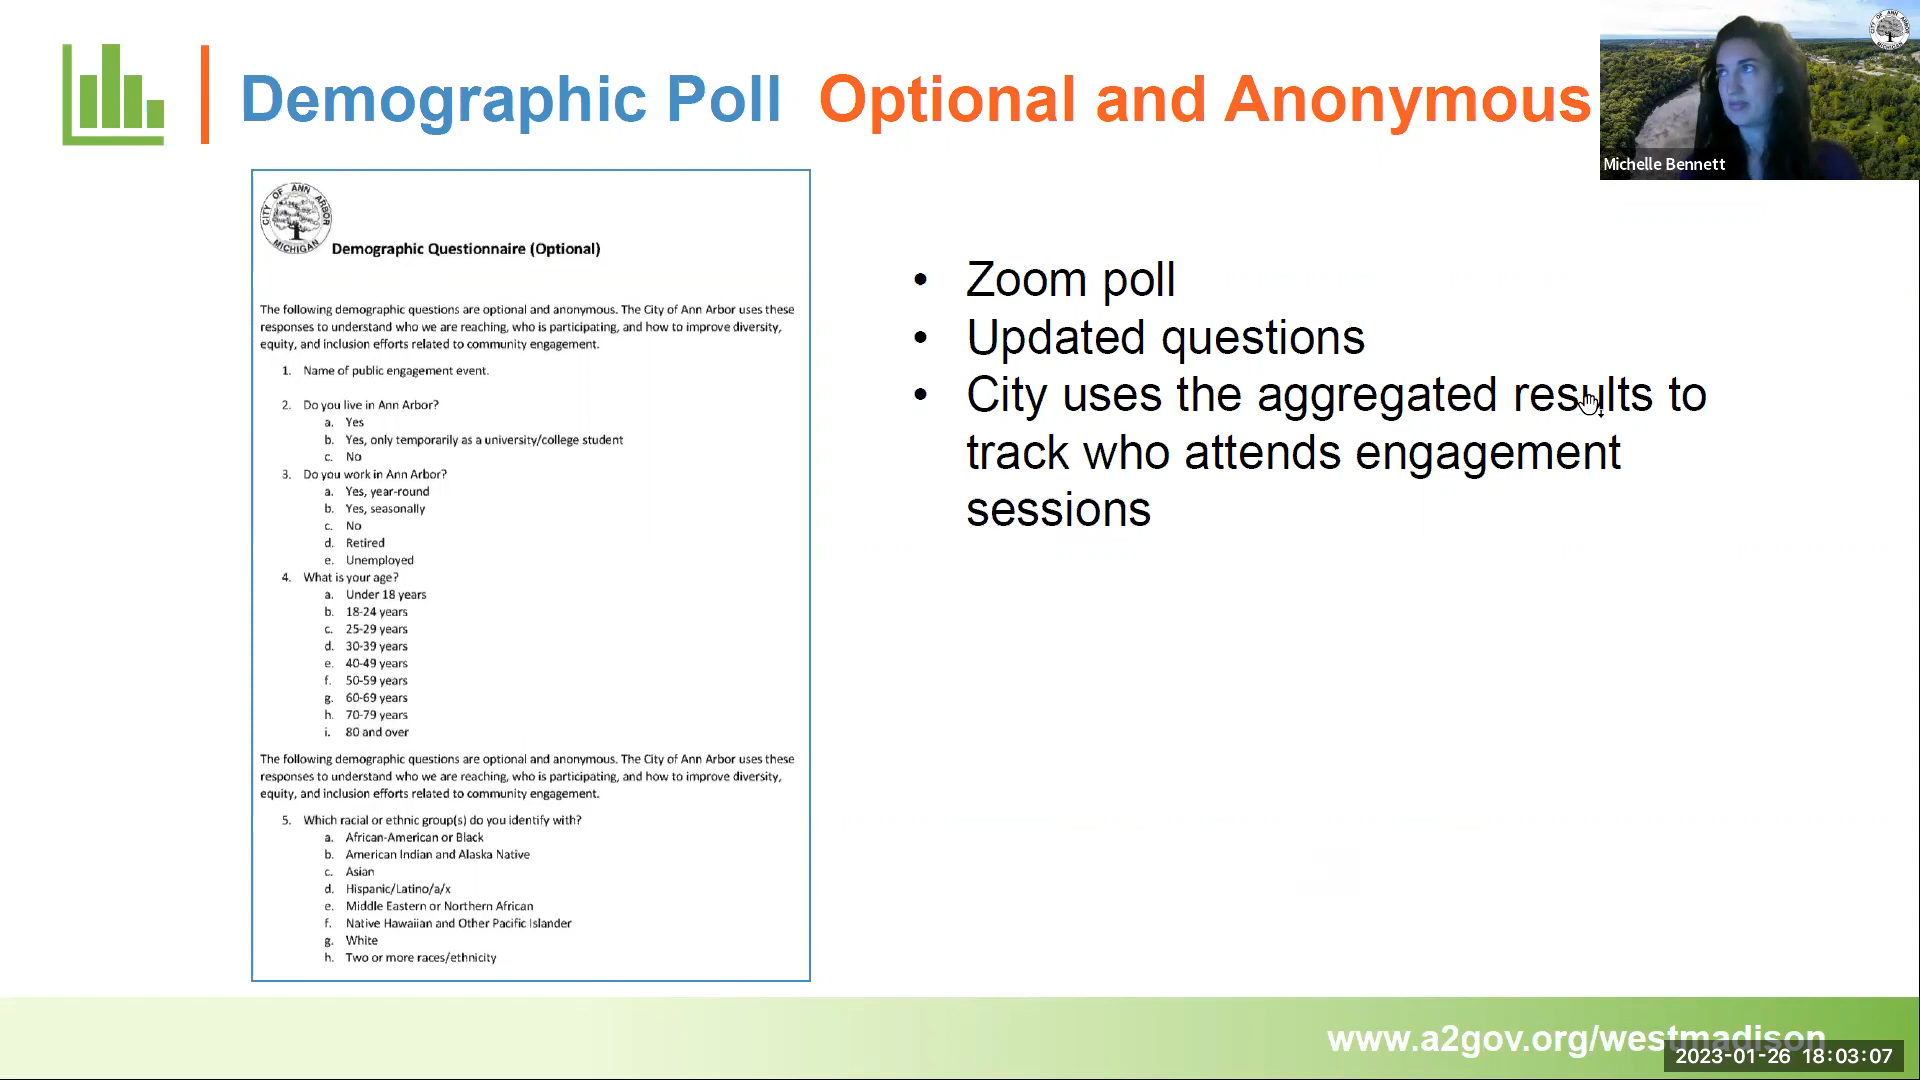 Demographic Poll Optional and Anonymous
CITY OF ANN ARBOR
Michelle Bennett
CITY OF ANN ARBOR
MICHIGAN
Demographic Questionnaire (Optional)
The following demographic questions are optional and anonymous. The City of Ann Arbor uses these
responses to understand who we are reaching, who is participating, and how to improve diversity,
equity, and inclusion efforts related to community engagement.
1. Name of public engagement event.
2. Do you live in Ann Arbor?
a. Yes
b. Yes, only temporarily as a university/college student
c. No
3. Do you work in Ann Arbor?
a. Yes, year-round
b. Yes, seasonally
c. No
d. Retired
e. Unemployed
4. What is your age?
a. Under 18 years
b. 18-24 years
c. 25-29 years
d. 30-39 years
e. 40-49 years
f. 50-59 years
g. 60-69 years
h. 70-79 years
i. 80 and over
The following demographic questions are optional and anonymous. The City of Ann Arbor uses these
responses to understand who we are reaching, who is participating, and how to improve diversity,
equity, and inclusion efforts related to community engagement.
5. Which racial or ethnic group(s) do you identify with?
a. African-American or Black
b. American Indian and Alaska Native
c. Asian
d. Hispanic/Latino/a/x
e. Middle Eastern or Northern African
f. Native Hawaiian and Other Pacific Islander
g. White
h. Two or more races/ethnicity
• Zoom poll
• Updated questions
• City uses the aggregated results to
track who attends engagement
sessions
www.a2gov.org/westmadison
2023-01-26 18:03:07